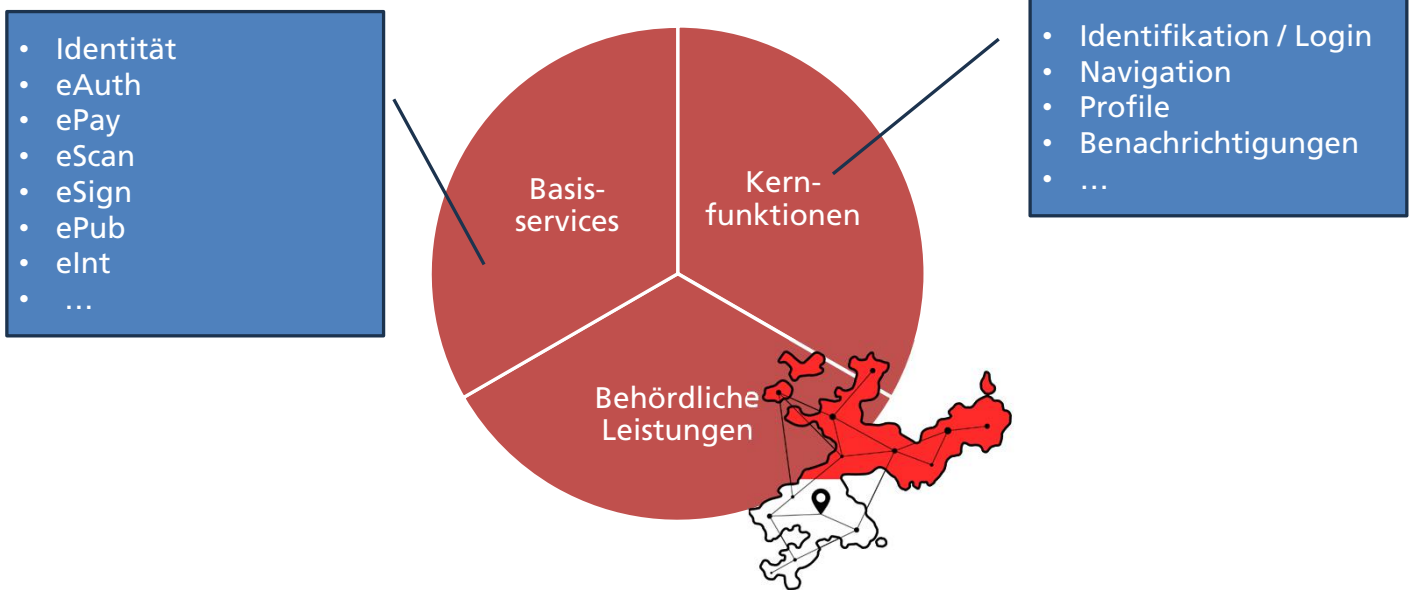 • Identität
• eAuth
• ePay
• eScan
• eSign
• ePub
• eInt
• …
Basis-
services
Kern-
funktionen
Behördliche
Leistungen
• Identifikation / Login
• Navigation
• Profile
• Benachrichtigungen
• …